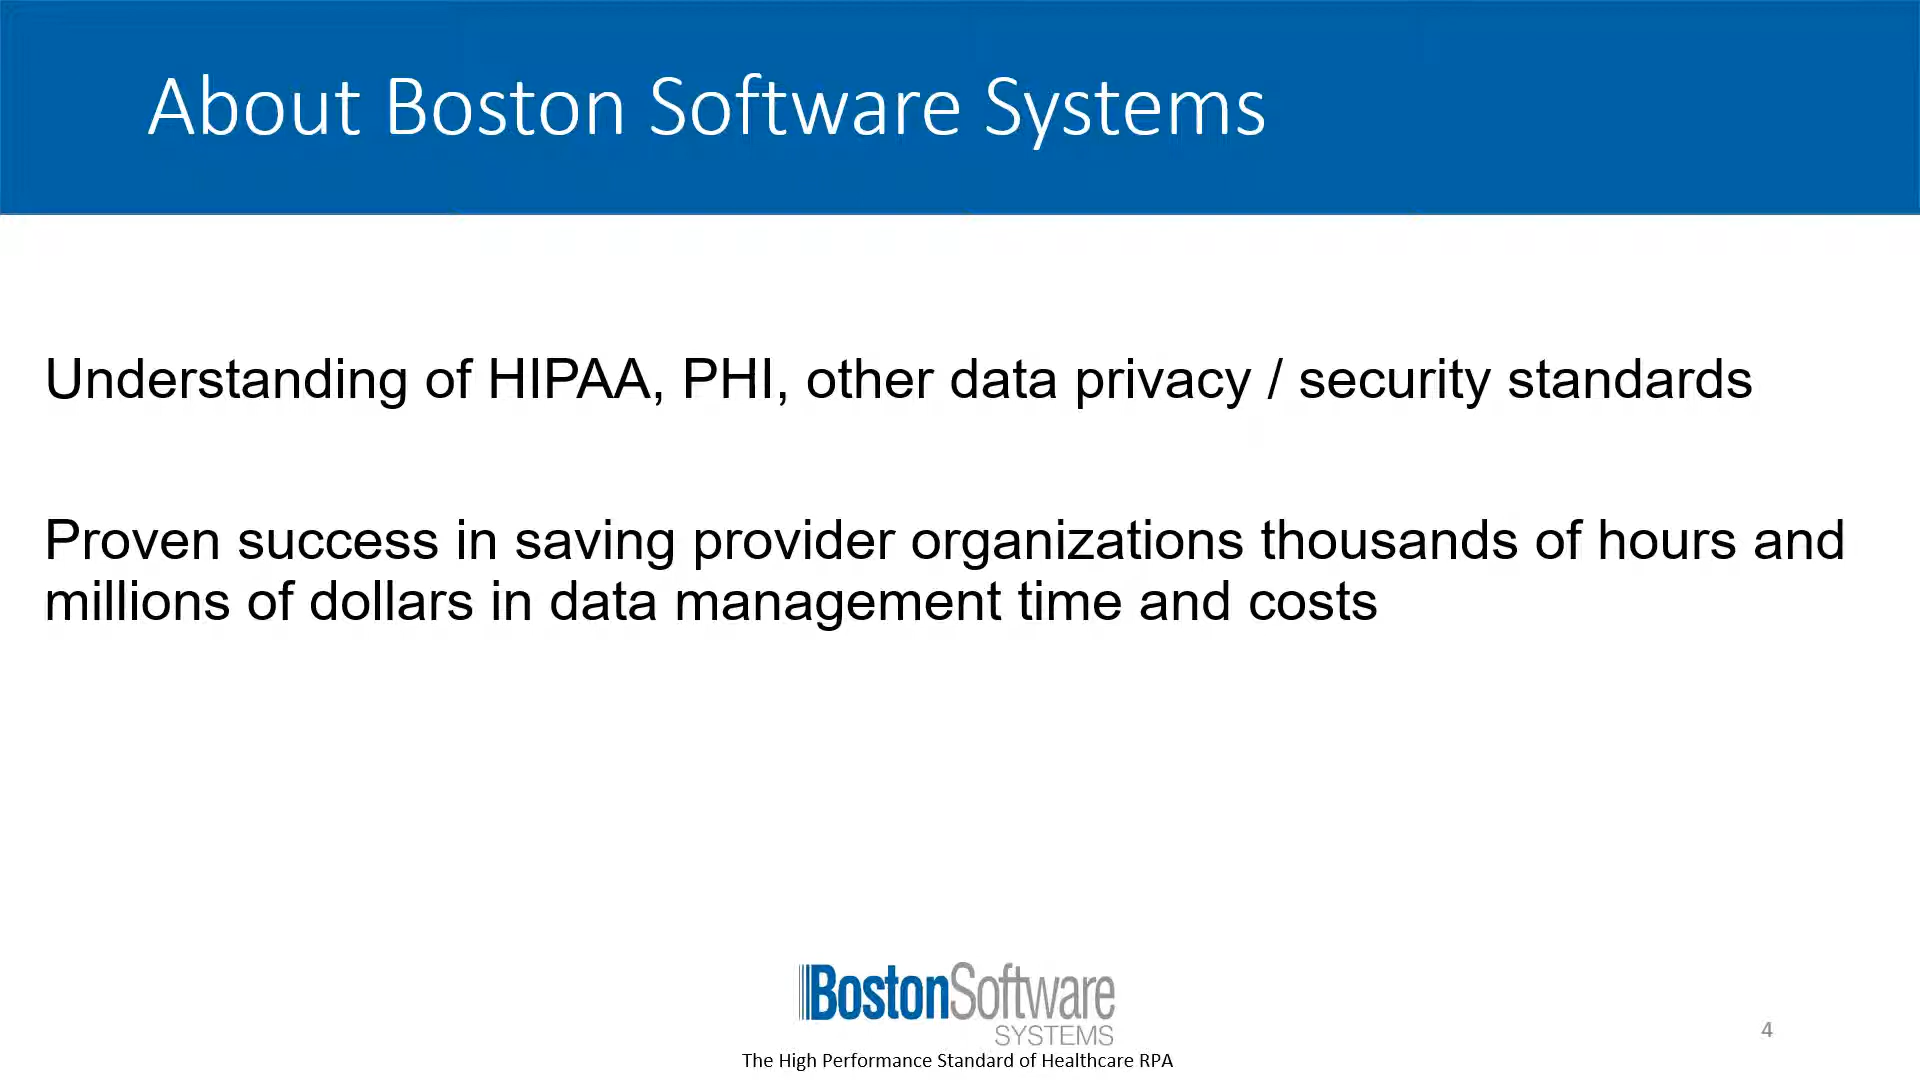 About Boston Software Systems
Understanding of HIPAA, PHI, other data privacy / security standards
Proven success in saving provider organizations thousands of hours and
millions of dollars in data management time and costs
BostonSoftware
SYSTEMS
The High Performance Standard of Healthcare RPA
4